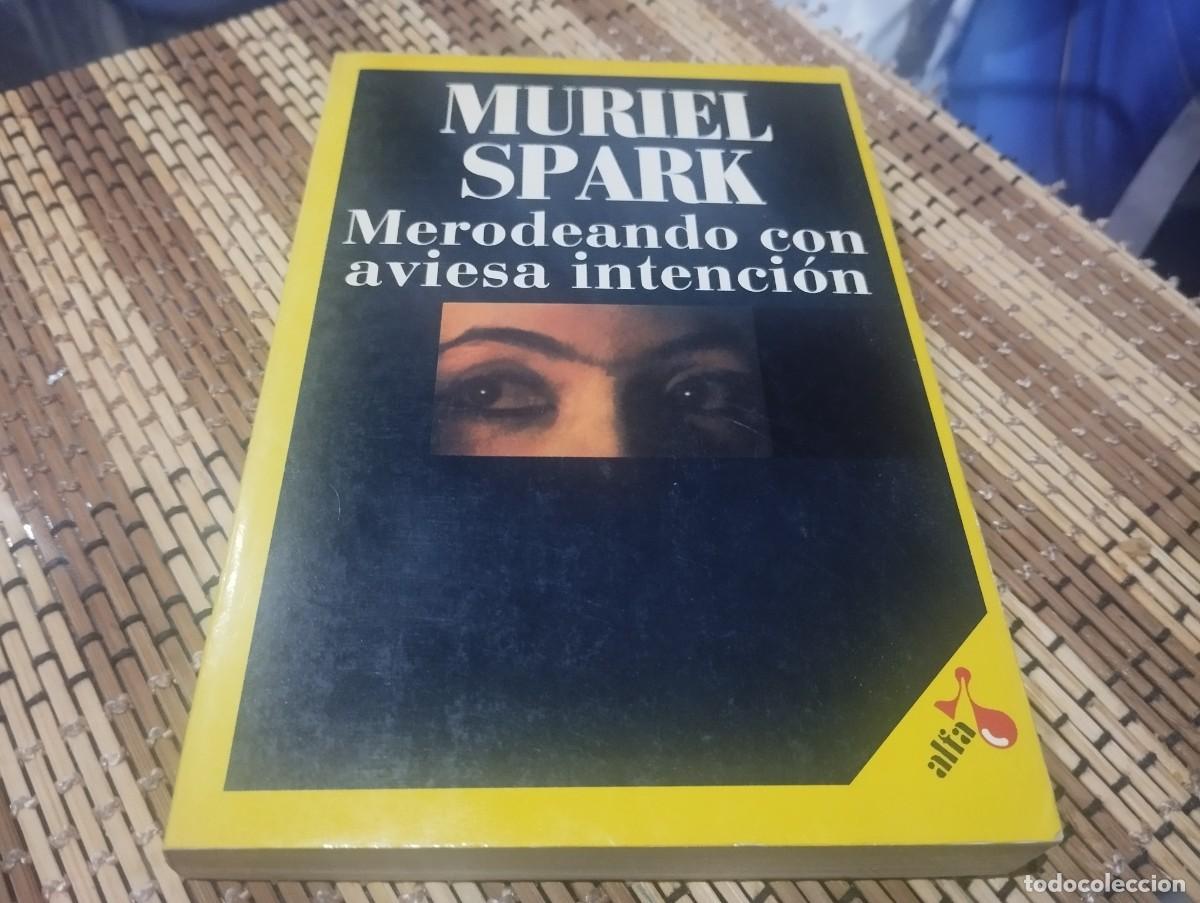 MURIEL
SPARK
Merodeando con
aviesa intención
alfa
todocoleccion